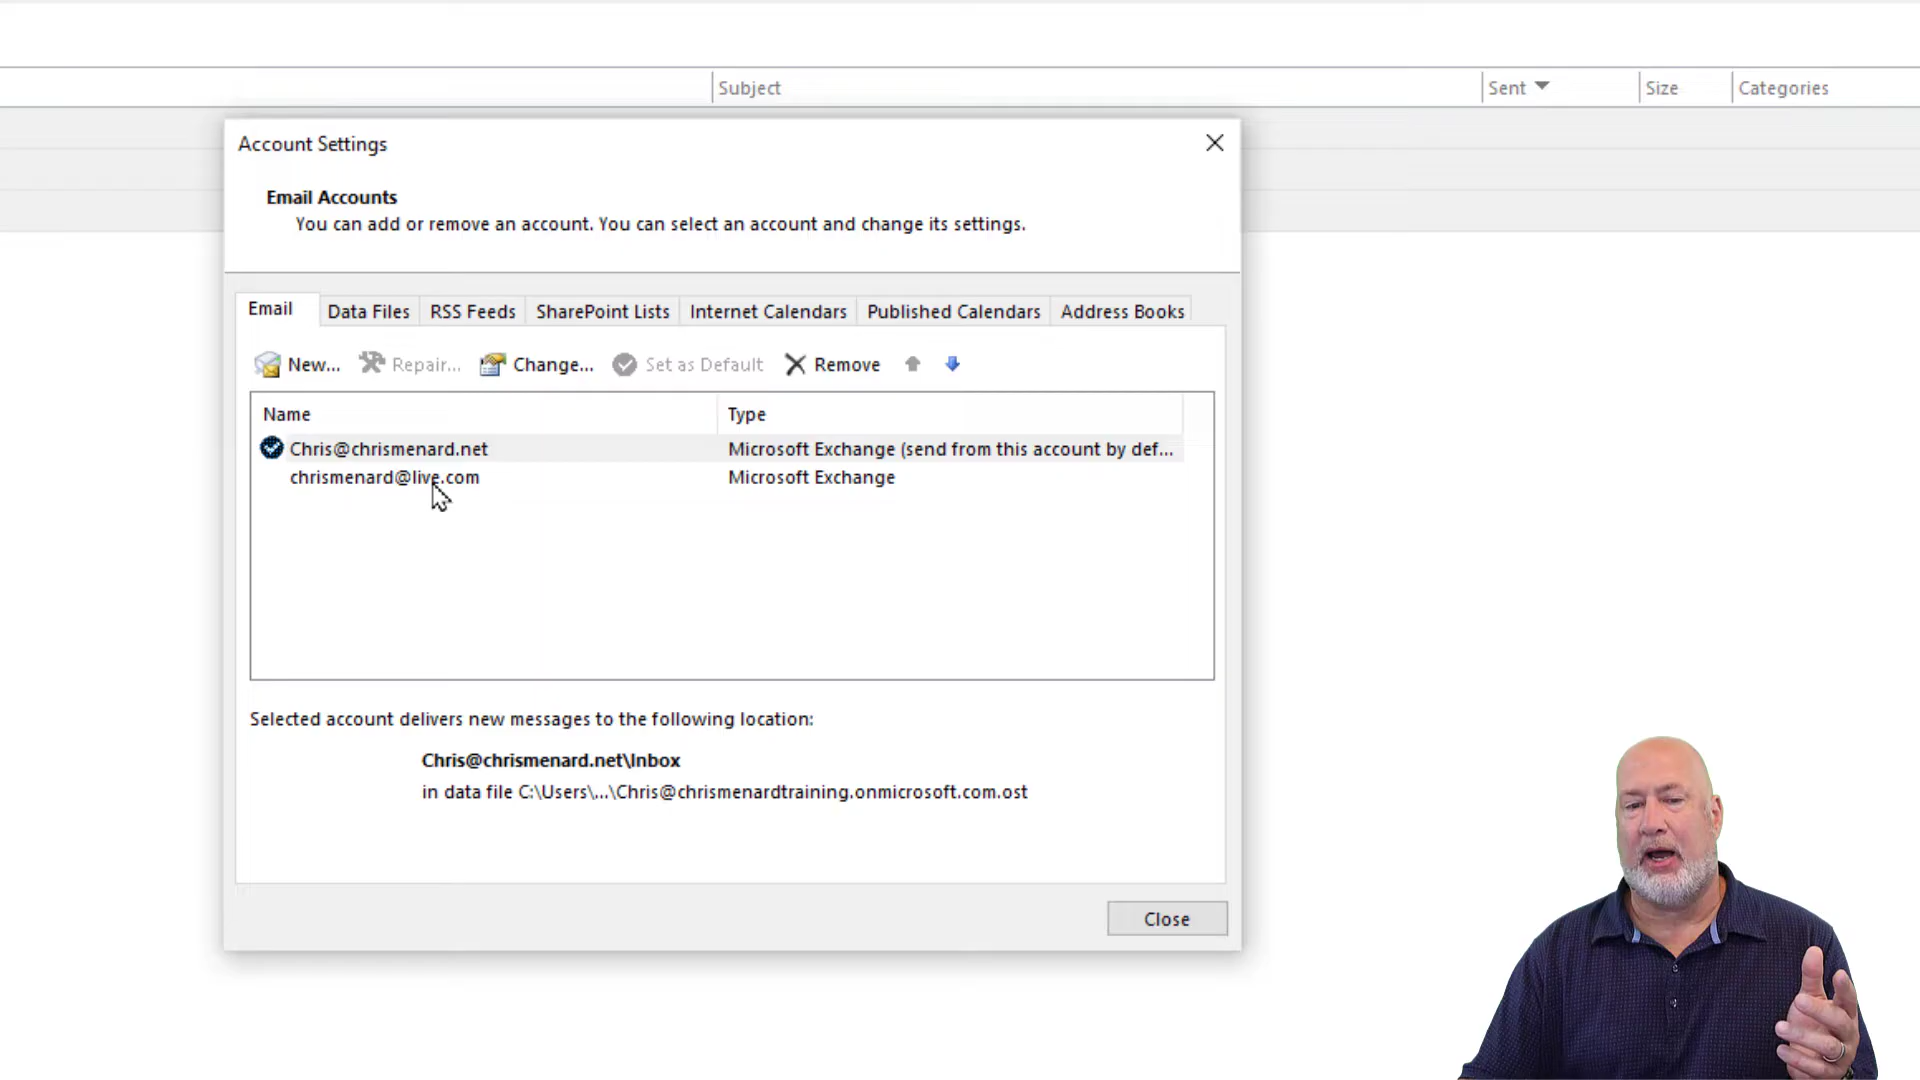 Subject Sent Size Categories
Account Settings
Email Accounts
You can add or remove an account. You can select an account and change its settings.
Email Data Files RSS Feeds SharePoint Lists Internet Calendars Published Calendars Address Books
New... Repair... Change... Set as Default Remove
Name Type
Chris@chrismenard.net Microsoft Exchange (send from this account by def...
chrismenard@live.com Microsoft Exchange
Selected account delivers new messages to the following location:
Chris@chrismenard.net\Inbox
in data file C:\Users\...\Chris@chrismenardtraining.onmicrosoft.com.ost
Close